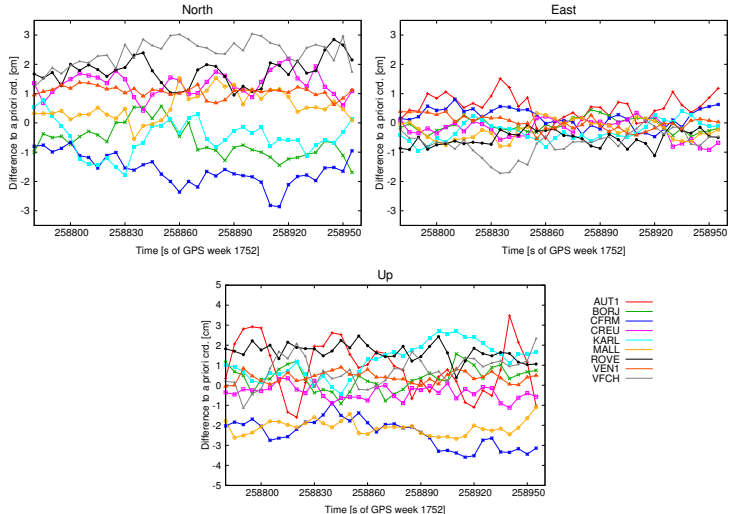 North
East
Difference to a priori crd. [cm]
3
2
1
0
-1
-2
-3
258800
258830
258860
258890
258920
258950
Time [s of GPS week 1752]
Difference to a priori crd. [cm]
3
2
1
0
-1
-2
-3
258800
258830
258860
258890
258920
258950
Time [s of GPS week 1752]
Up
Difference to a priori crd. [cm]
5
4
3
2
1
0
-1
-2
-3
-4
-5
258800
258830
258860
258890
258920
258950
Time [s of GPS week 1752]
AUT1
BORJ
CFRM
CREU
KARL
MALL
ROVE
VEN1
VFCH